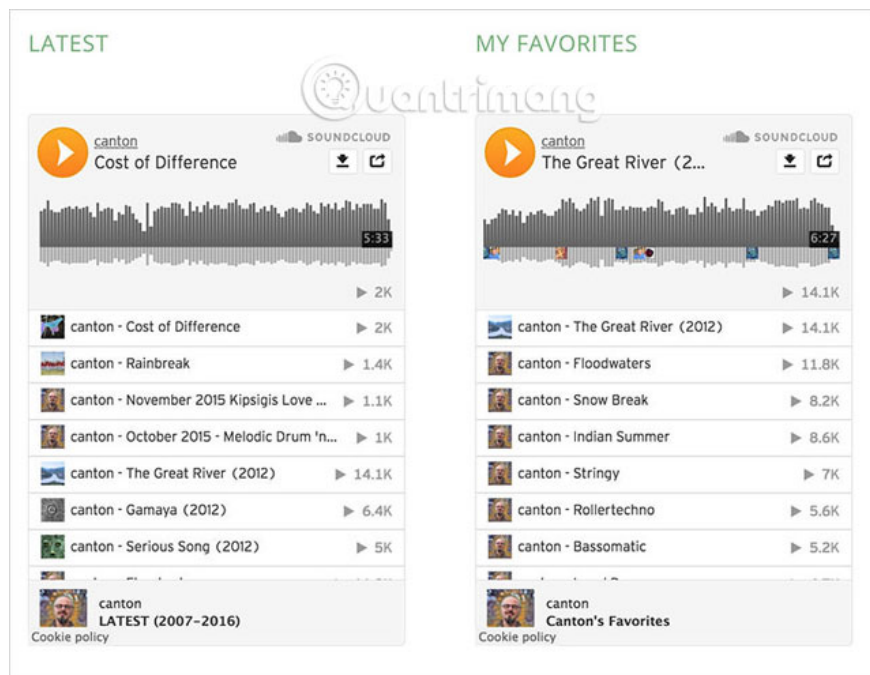 LATEST
MY FAVORITES
Quantrimang
canton
SOUNDCLOUD
Cost of Difference
5:33
2K
canton - Cost of Difference 2K
canton - Rainbreak 1.4K
canton - November 2015 Kipsigis Love ... 1.1K
canton - October 2015 - Melodic Drum 'n... 1K
canton - The Great River (2012) 14.1K
canton - Gamaya (2012) 6.4K
canton - Serious Song (2012) 5K
canton
LATEST (2007-2016)
Cookie policy
canton
SOUNDCLOUD
The Great River (2...
6:27
14.1K
canton - The Great River (2012) 14.1K
canton - Floodwaters 11.8K
canton - Snow Break 8.2K
canton - Indian Summer 8.6K
canton - Stringy 7K
canton - Rollertechno 5.6K
canton - Bassomatic 5.2K
canton
Canton's Favorites
Cookie policy